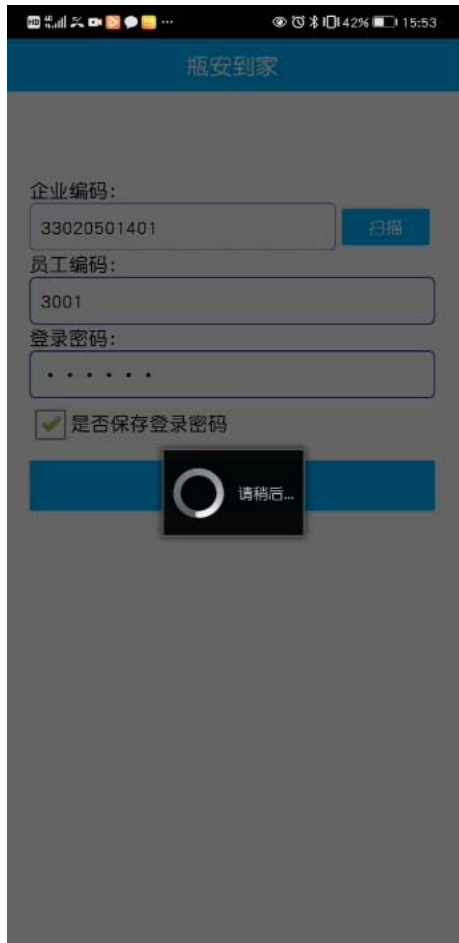 HD 42% 15:53
瓶安到家
企业编码：
33020501401
扫描
员工编码：
3001
登录密码：
······
是否保存登录密码
请稍后...